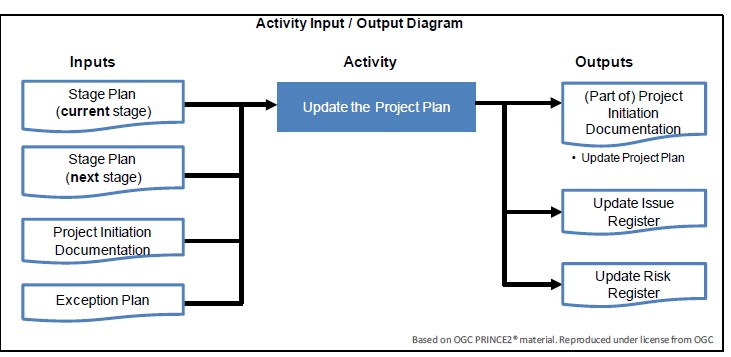 Activity Input / Output Diagram
Inputs
Activity
Outputs
Stage Plan
(current stage)
Stage Plan
(next stage)
Project Initiation
Documentation
Exception Plan
Update the Project Plan
(Part of) Project
Initiation
Documentation
• Update Project Plan
Update Issue
Register
Update Risk
Register
Based on OGC PRINCE2® material. Reproduced under license from OGC